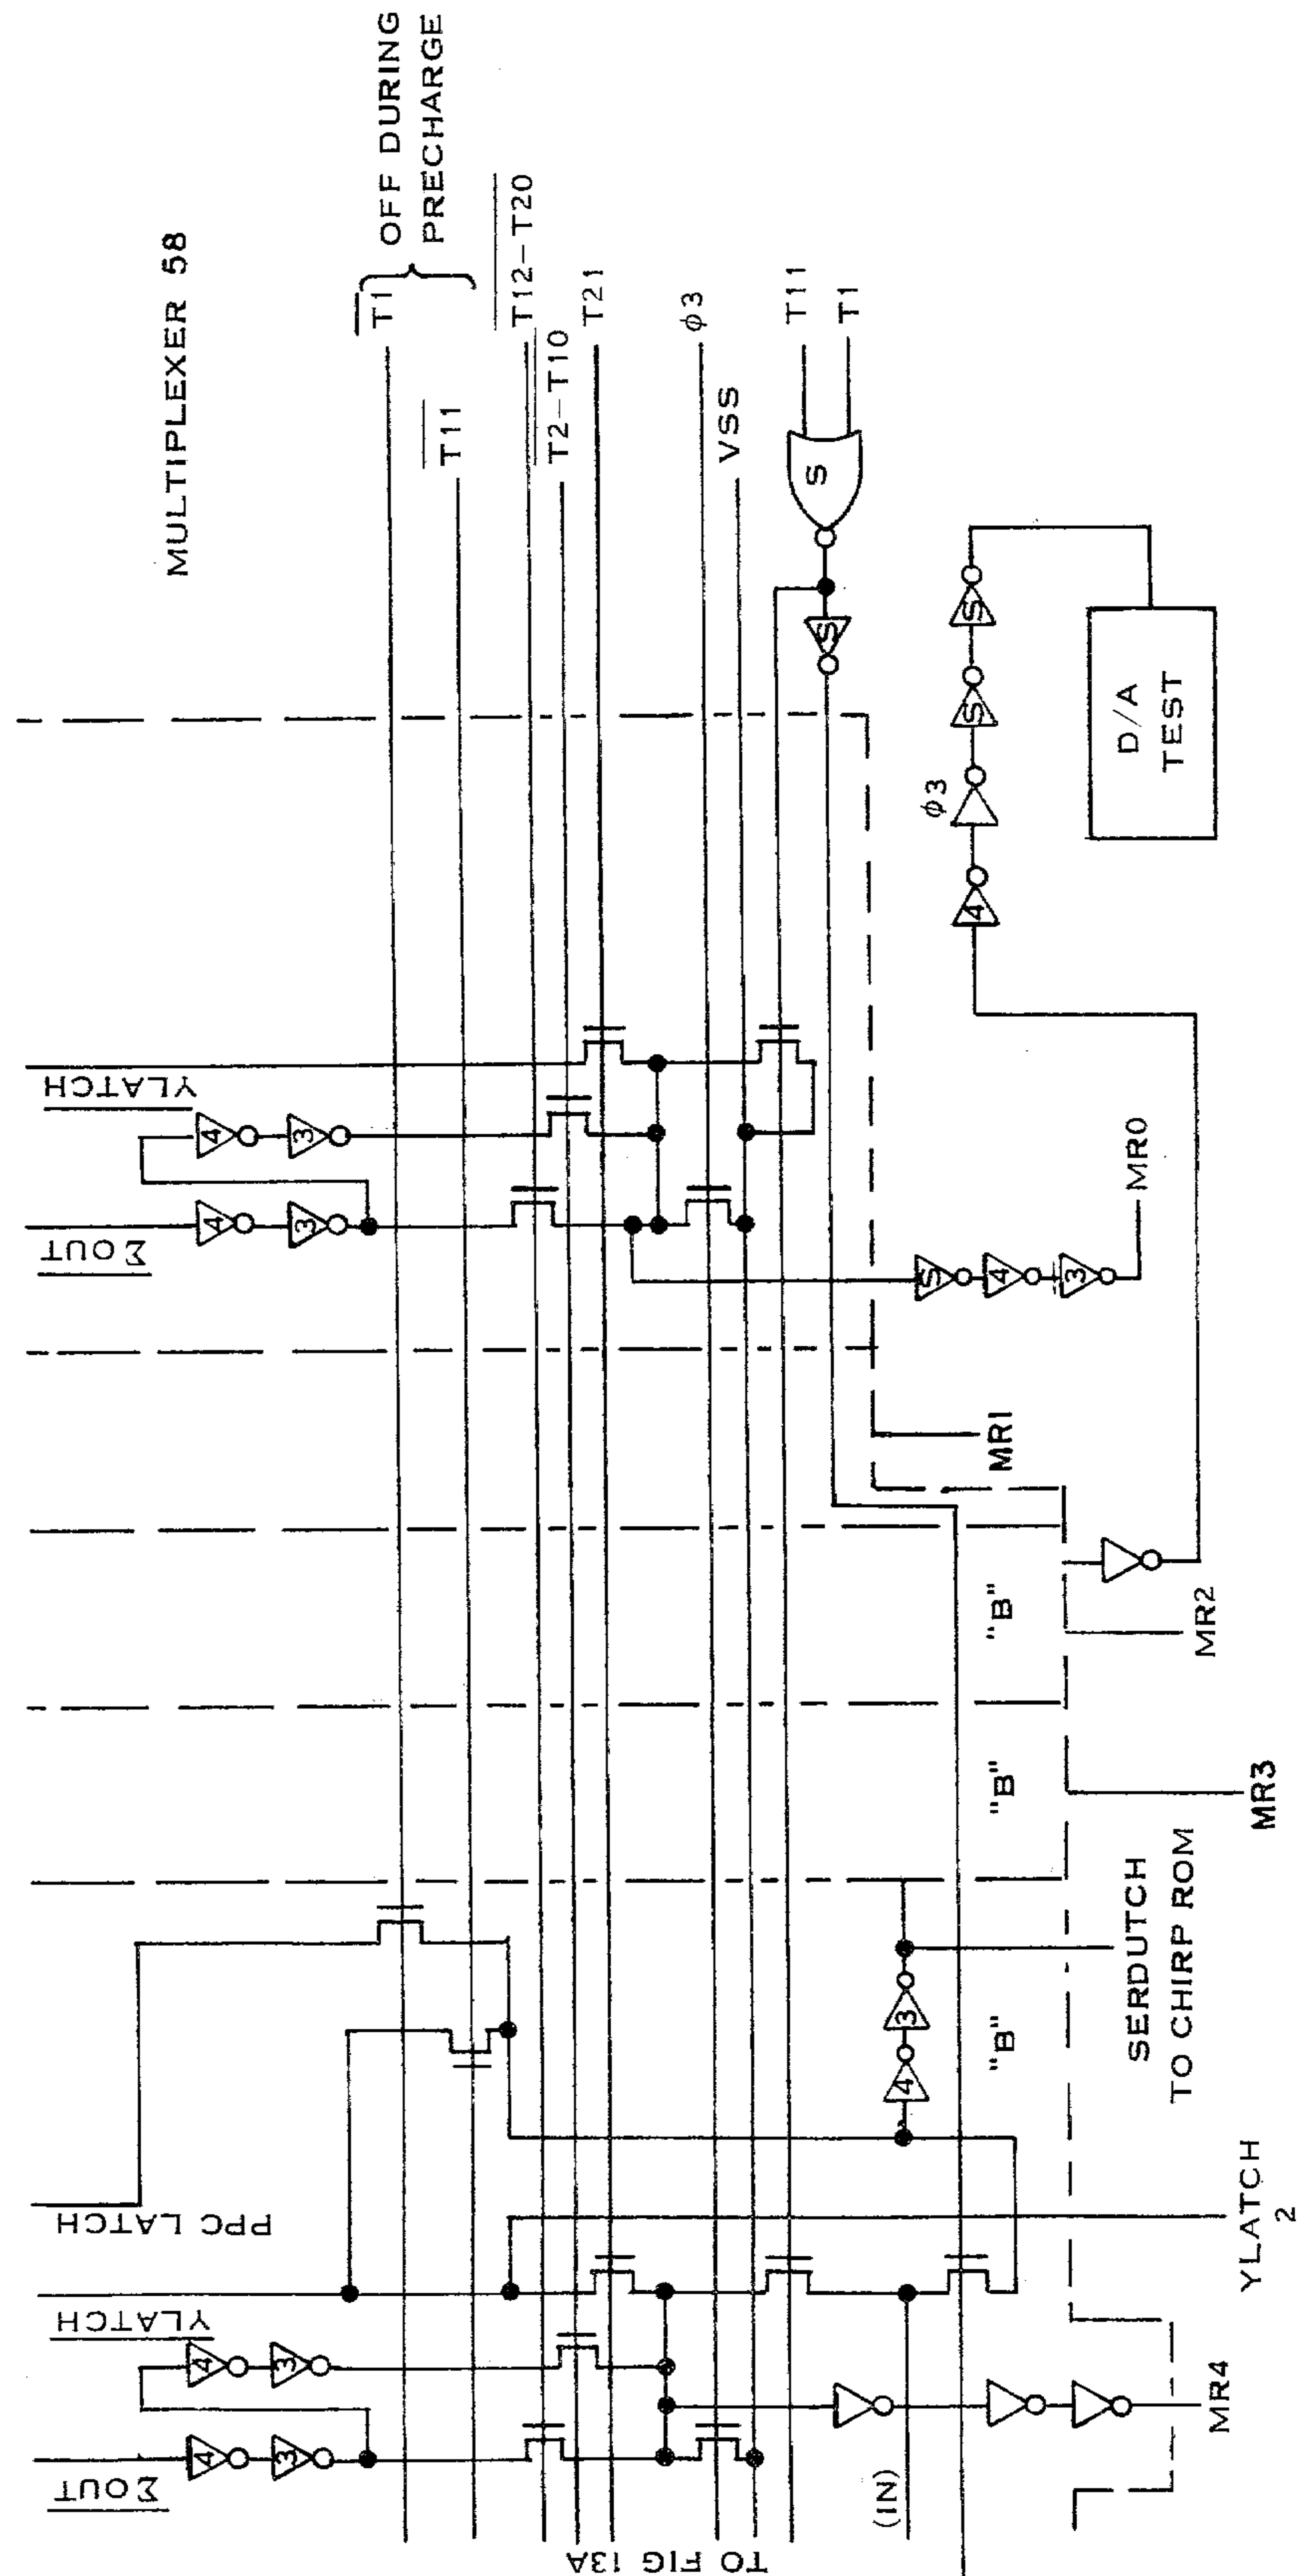 MULTIPLEXER 58
OFF DURING
PRECHARGE
T1
T11
T12-T20
T2-T10
T21
φ3
VSS
T11
T1
S
S
YLATCH
4
3
ΣOUT
4
3
S
4
3
MR0
φ3
4
S
S
D/A
TEST
MR1
"B"
MR2
"B"
MR3
"B"
4
3
SERDUTCH
TO CHIRP ROM
PPC LATCH
YLATCH
4
3
ΣOUT
4
3
YLATCH
2
(IN)
MR4
TO FIG 13A